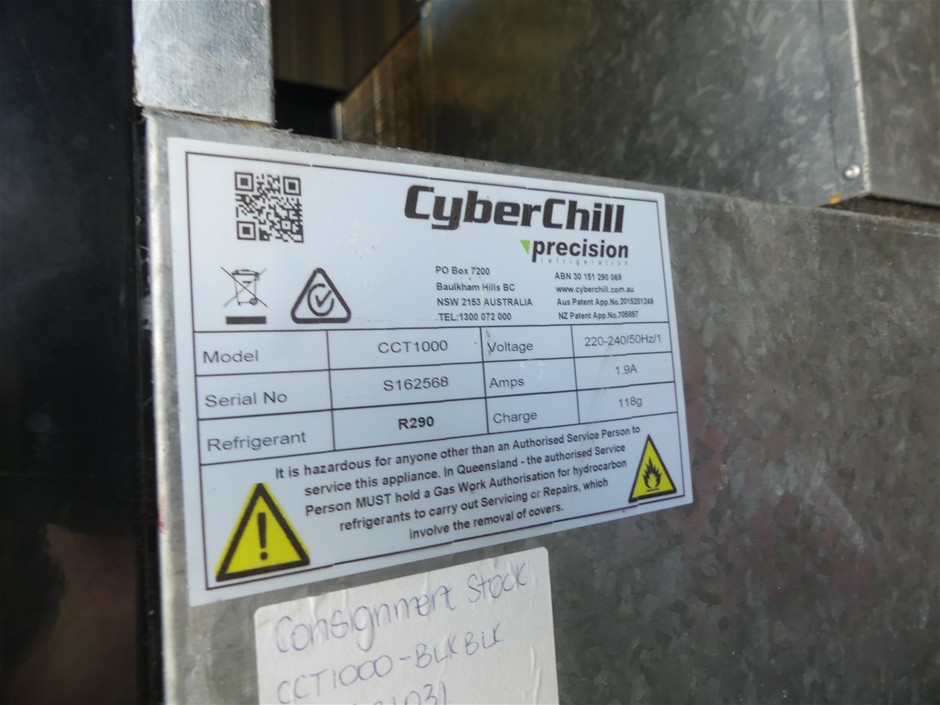 CyberChill
precision
refrigeration
PO Box 7200
Baulkham Hills BC
NSW 2153 AUSTRALIA
TEL:1300 072 000
ABN 30 151 290 069
www.cyberchill.com.au
Aus Patent App.No.2015201249
NZ Patent App.No.705857
Model CCT1000 Voltage 220-240/50Hz/1
Serial No S162568 Amps 1.9A
Refrigerant R290 Charge 118g
It is hazardous for anyone other than an Authorised Service Person to
service this appliance. In Queensland - the authorised Service
Person MUST hold a Gas Work Authorisation for hydrocarbon
refrigerants to carry out Servicing or Repairs, which
involve the removal of covers.
Consignment Stock
CCT1000-BLKBLK